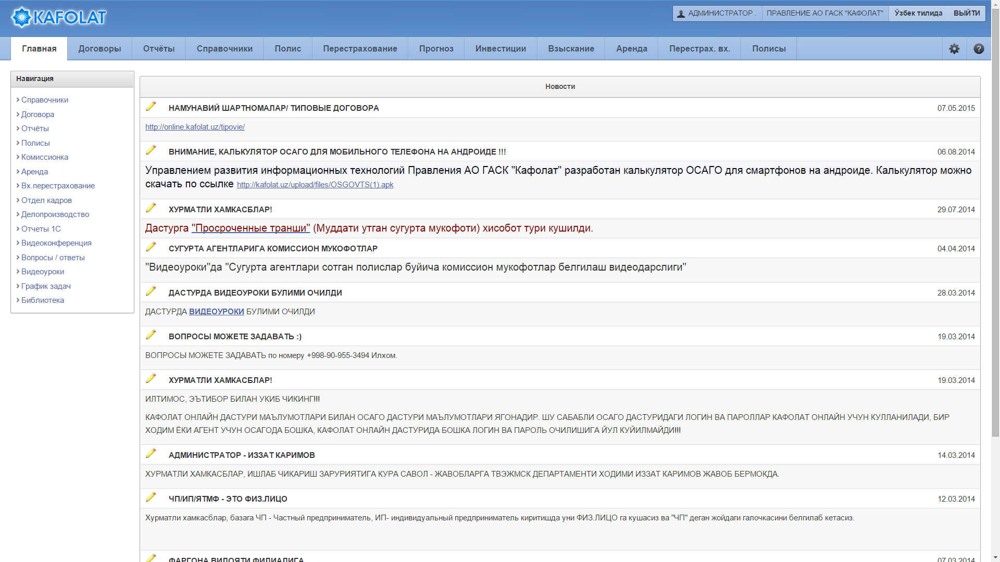 KAFOLAT
АДМИНИСТРАТОР . ПРАВЛЕНИЕ АО ГАСК "КАФОЛАТ" Ўзбек тилида ВЫЙТИ
Главная Договоры Отчёты Справочники Полис Перестрахование Прогноз Инвестиции Взыскание Аренда Перестрах. вх. Полисы
Навигация
Справочники
Договора
Отчёты
Полисы
Комиссионка
Аренда
Вх.перестрахование
Отдел кадров
Делопроизводство
Отчеты 1С
Видеоконференция
Вопросы / ответы
Видеоуроки
График задач
Библиотека
Новости
НАМУНАВИЙ ШАРТНОМАЛАР/ ТИПОВЫЕ ДОГОВОРА 07.05.2015
http://online.kafolat.uz/tipovie/
ВНИМАНИЕ, КАЛЬКУЛЯТОР ОСАГО ДЛЯ МОБИЛЬНОГО ТЕЛЕФОНА НА АНДРОИДЕ !!! 06.08.2014
Управлением развития информационных технологий Правления АО ГАСК "Кафолат" разработан калькулятор ОСАГО для смартфонов на андроиде. Калькулятор можно
скачать по ссылке http://kafolat.uz/upload/files/OSGOVTS(1).apk
ХУРМАТЛИ ХАМКАСБЛАР! 29.07.2014
Дастурга "Просроченные транши" (Муддати утган сугурта мукофоти) хисобот тури кушилди.
СУГУРТА АГЕНТЛАРИГА КОМИССИОН МУКОФОТЛАР 04.04.2014
"Видеоуроки"да "Сугурта агентлари сотган полислар буйича комиссион мукофотлар белгилаш видеодарслиги"
ДАСТУРДА ВИДЕОУРОКИ БУЛИМИ ОЧИЛДИ 28.03.2014
ДАСТУРДА ВИДЕОУРОКИ БУЛИМИ ОЧИЛДИ
ВОПРОСЫ МОЖЕТЕ ЗАДАВАТЬ :) 19.03.2014
ВОПРОСЫ МОЖЕТЕ ЗАДАВАТЬ по номеру +998-90-955-3494 Илхом.
ХУРМАТЛИ ХАМКАСБЛАР! 19.03.2014
ИЛТИМОС, ЭЪТИБОР БИЛАН УКИБ ЧИКИНГ!!!
КАФОЛАТ ОНЛАЙН ДАСТУРИ МАЪЛУМОТЛАРИ БИЛАН ОСАГО ДАСТУРИ МАЪЛУМОТЛАРИ ЯГОНАДИР. ШУ САБАБЛИ ОСАГО ДАСТУРИДАГИ ЛОГИН ВА ПАРОЛЛАР КАФОЛАТ ОНЛАЙН УЧУН КУЛЛАНИЛАДИ, БИР
ХОДИМ ЁКИ АГЕНТ УЧУН ОСАГОДА БОШКА, КАФОЛАТ ОНЛАЙН ДАСТУРИДА БОШКА ЛОГИН ВА ПАРОЛЬ ОЧИЛИШИГА ЙУЛ КУЙИЛМАЙДИ!!!
АДМИНИСТРАТОР - ИЗЗАТ КАРИМОВ 14.03.2014
ХУРМАТЛИ ХАМКАСБЛАР, ИШЛАБ ЧИКАРИШ ЗАРУРИЯТИГА КУРА САВОЛ - ЖАВОБЛАРГА ТВЭЖМСК ДЕПАРТАМЕНТИ ХОДИМИ ИЗЗАТ КАРИМОВ ЖАВОБ БЕРМОКДА.
ЧП/ИП/ЯТМФ - ЭТО ФИЗ.ЛИЦО 12.03.2014
Хурматли хамкасблар, базага ЧП - Частный предприниматель, ИП- индивидуальный предприниматель киритишда уни ФИЗ.ЛИЦО га кушасиз ва "ЧП" деган жойдаги галочкасини белгилаб кетасиз.
ФАРГОНА ВИЛОЯТИ ФИЛИАЛИГА 07.03.2014